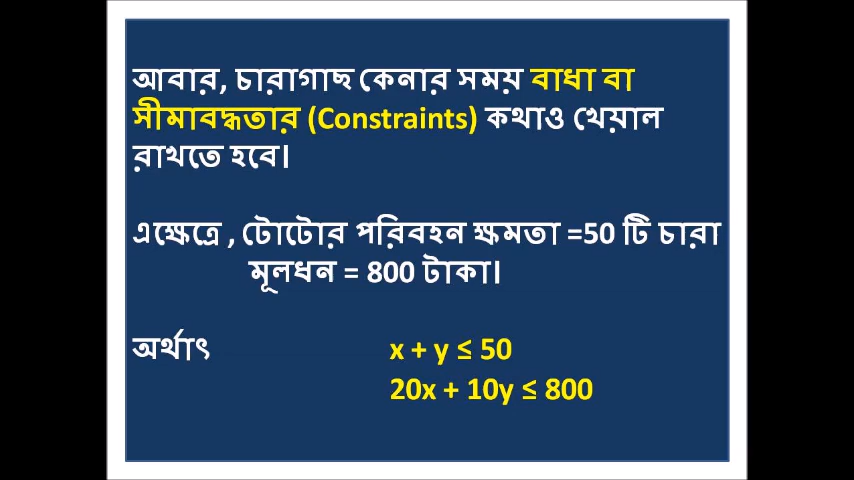 আবার, চারাগাছ কেনার সময় বাধা বা
সীমাবদ্ধতার (Constraints) কথাও খেয়াল
রাখতে হবে।
এক্ষেত্রে , টোটোর পরিবহন ক্ষমতা =50 টি চারা
মূলধন = 800 টাকা।
অর্থাৎ x + y ≤ 50
20x + 10y ≤ 800